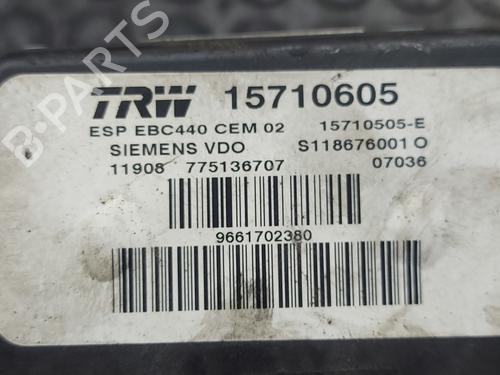 TRW 15710605
ESP EBC440 CEM 02 15710505-E
SIEMENS VDO S118676001 O
11908 775136707 07036
9661702380
B-PARTS